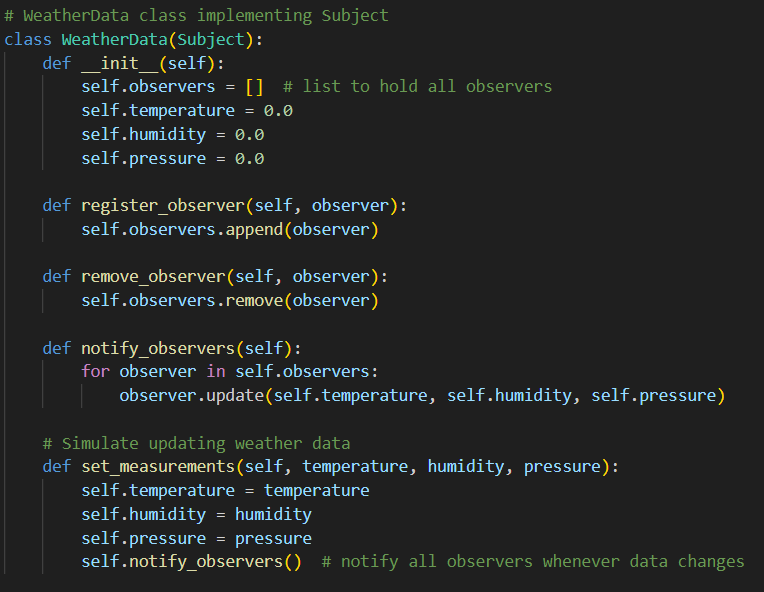 # WeatherData class implementing Subject
class WeatherData(Subject):
    def __init__(self):
        self.observers = []  # list to hold all observers
        self.temperature = 0.0
        self.humidity = 0.0
        self.pressure = 0.0

    def register_observer(self, observer):
        self.observers.append(observer)

    def remove_observer(self, observer):
        self.observers.remove(observer)

    def notify_observers(self):
        for observer in self.observers:
            observer.update(self.temperature, self.humidity, self.pressure)

    # Simulate updating weather data
    def set_measurements(self, temperature, humidity, pressure):
        self.temperature = temperature
        self.humidity = humidity
        self.pressure = pressure
        self.notify_observers()  # notify all observers whenever data changes